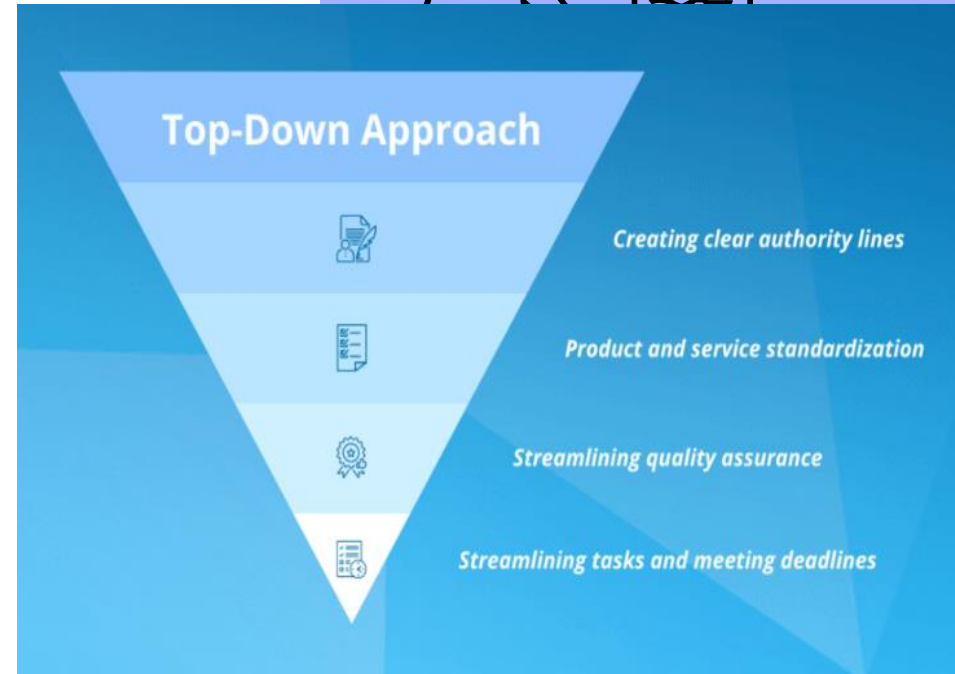 Top-Down Approach
Creating clear authority lines
Product and service standardization
Streamlining quality assurance
Streamlining tasks and meeting deadlines